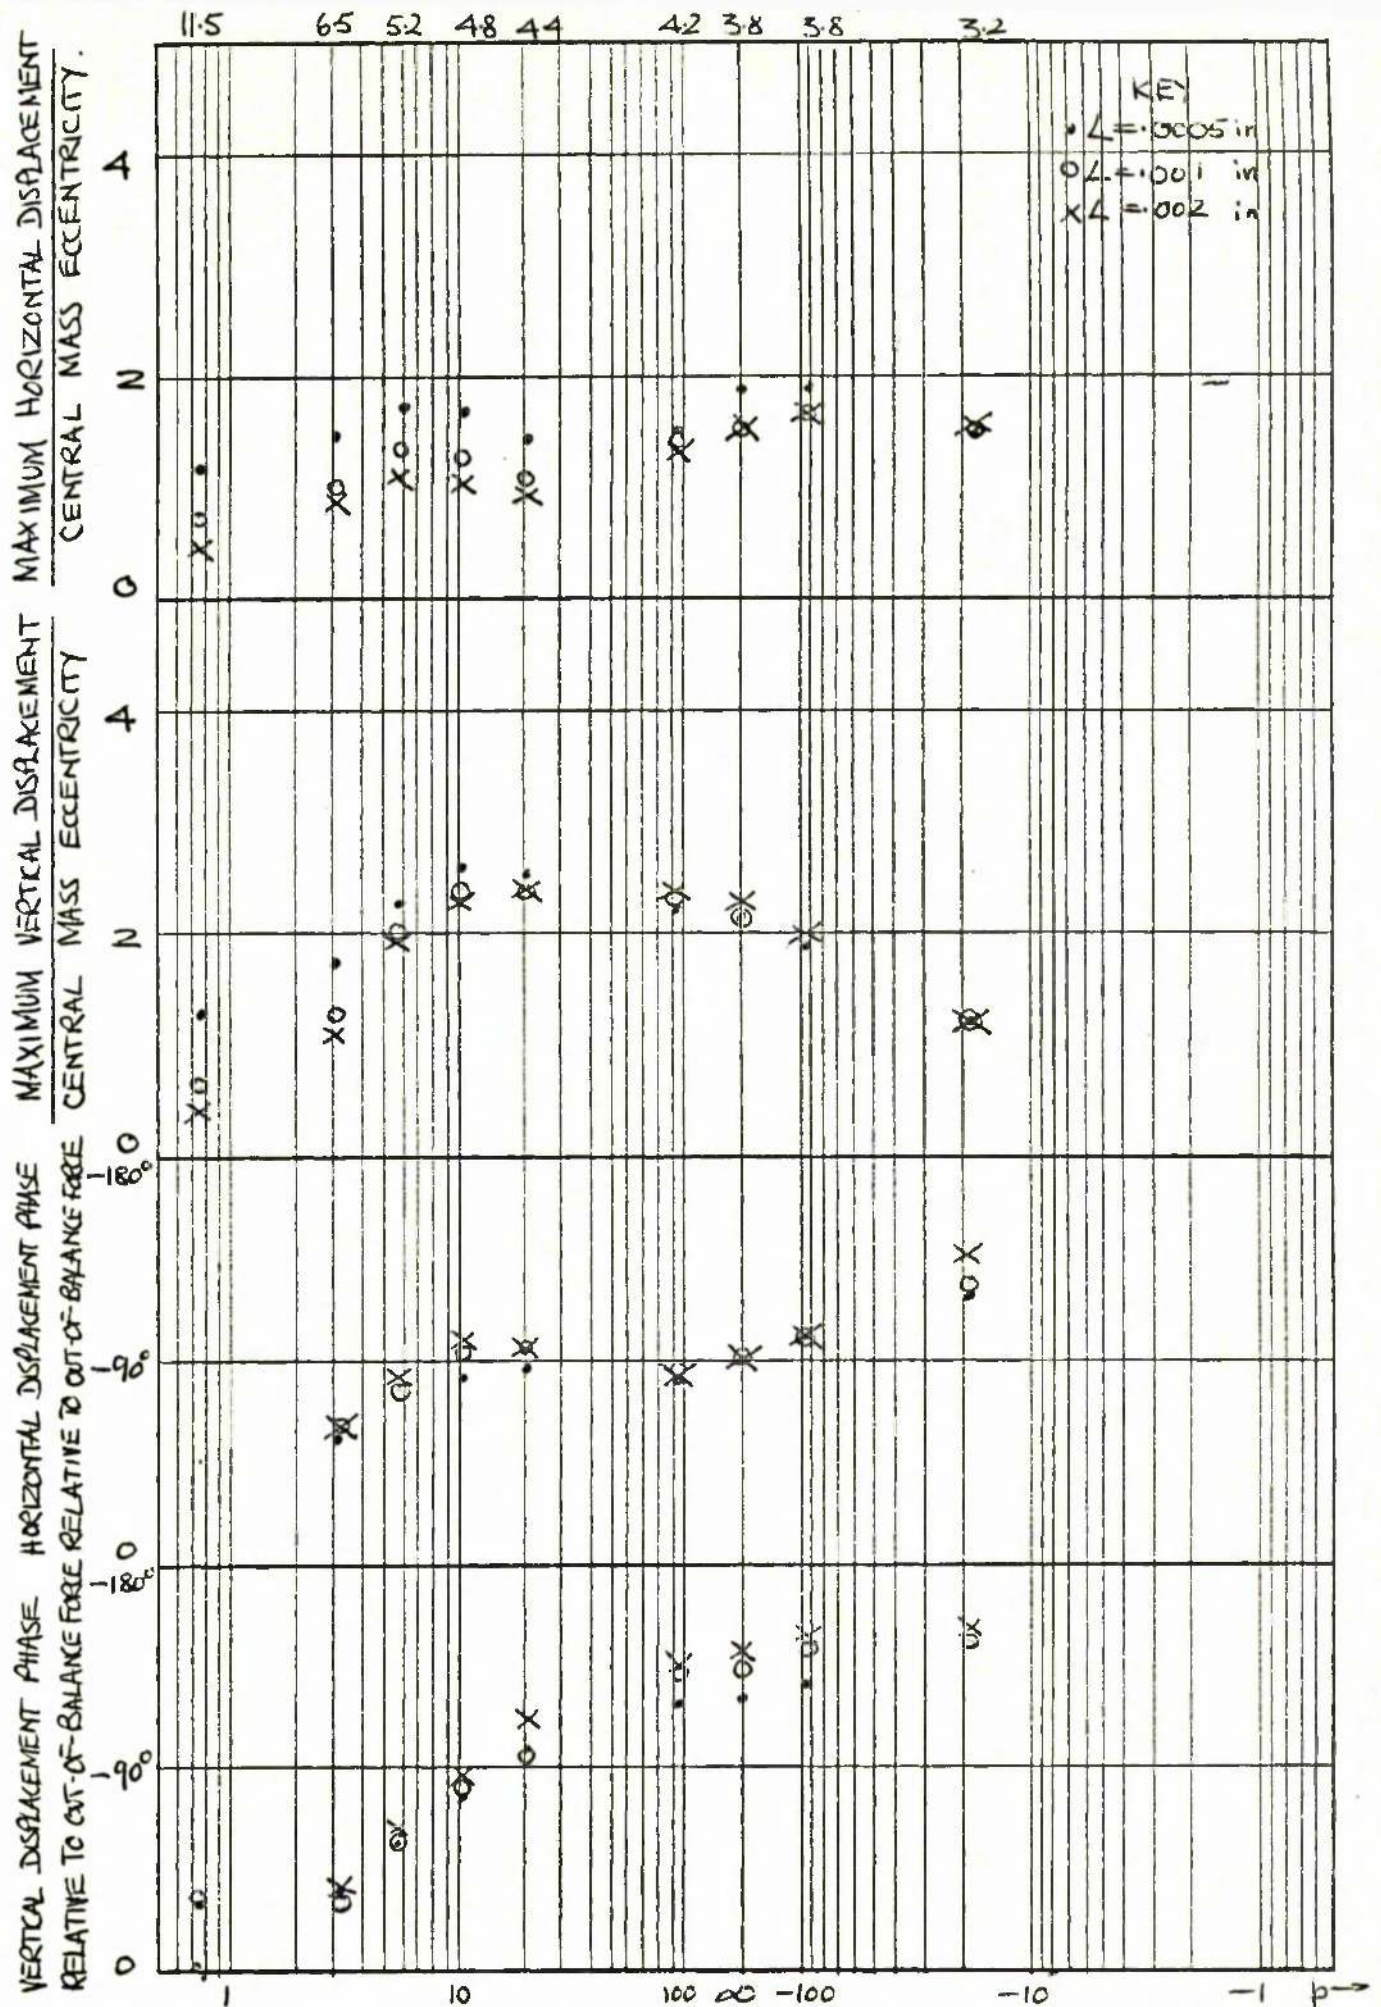 11.5 6.5 5.2 4.8 4.4 4.2 3.8 3.8 3.2
MAXIMUM HORIZONTAL DISPLACEMENT
CENTRAL MASS ECCENTRICITY.
4
2
0
KEY
• L=.0005 in
O L=.001 in
X L=.002 in
MAXIMUM VERTICAL DISPLACEMENT
CENTRAL MASS ECCENTRICITY
4
2
0
HORIZONTAL DISPLACEMENT PHASE
RELATIVE TO OUT-OF-BALANCE FORCE
-180°
-90°
0
VERTICAL DISPLACEMENT PHASE
RELATIVE TO OUT-OF-BALANCE FORCE
-180°
-90°
0
1 10 100 ∞ -100 -10 -1 p→